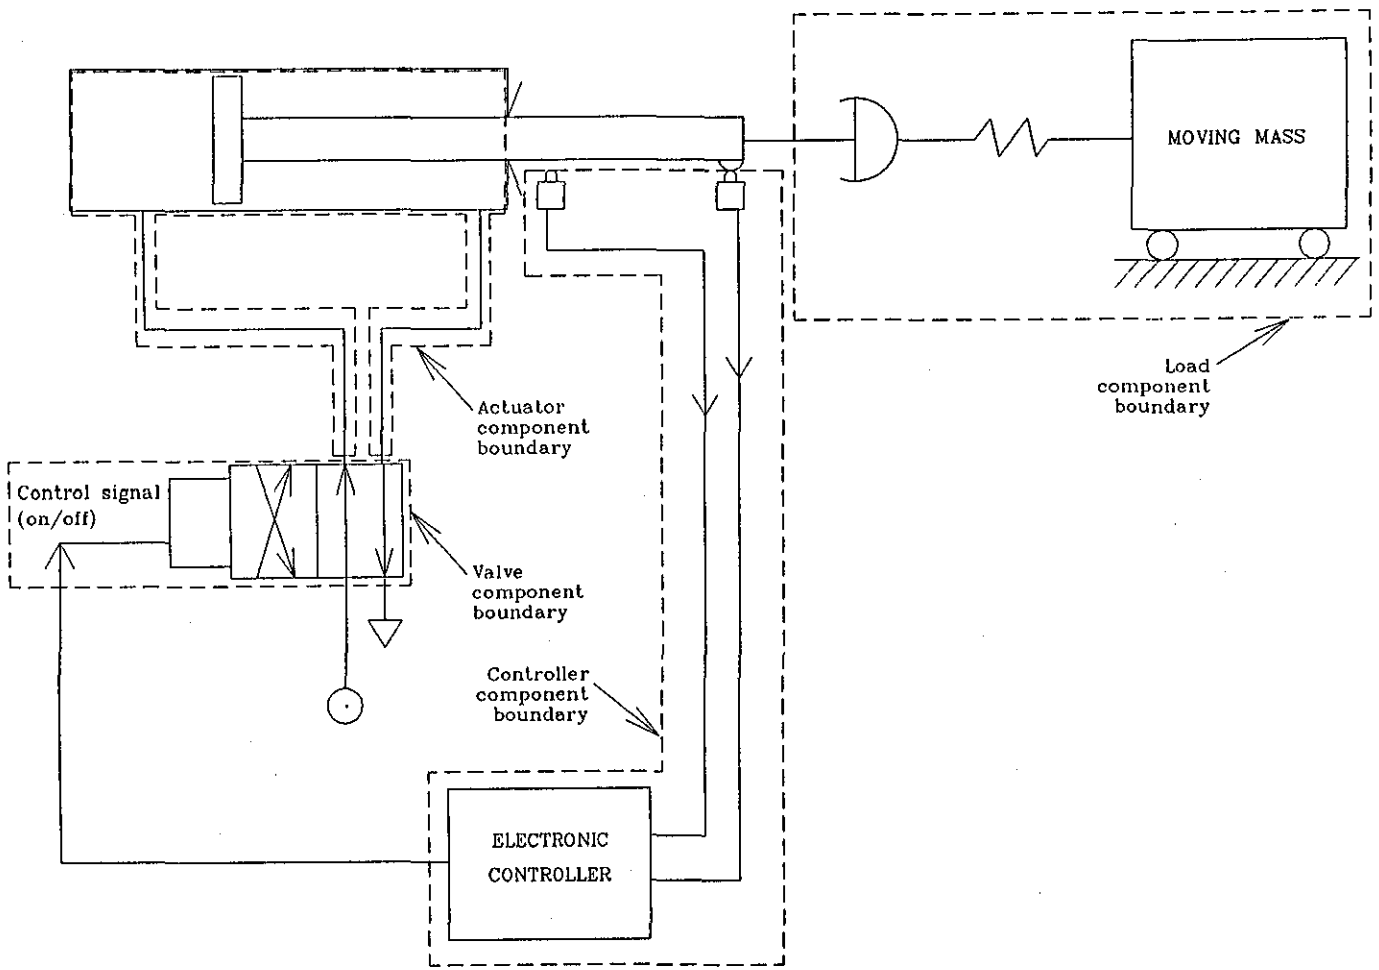 MOVING MASS
Load
component
boundary
Actuator
component
boundary
Control signal
(on/off)
Valve
component
boundary
Controller
component
boundary
ELECTRONIC
CONTROLLER